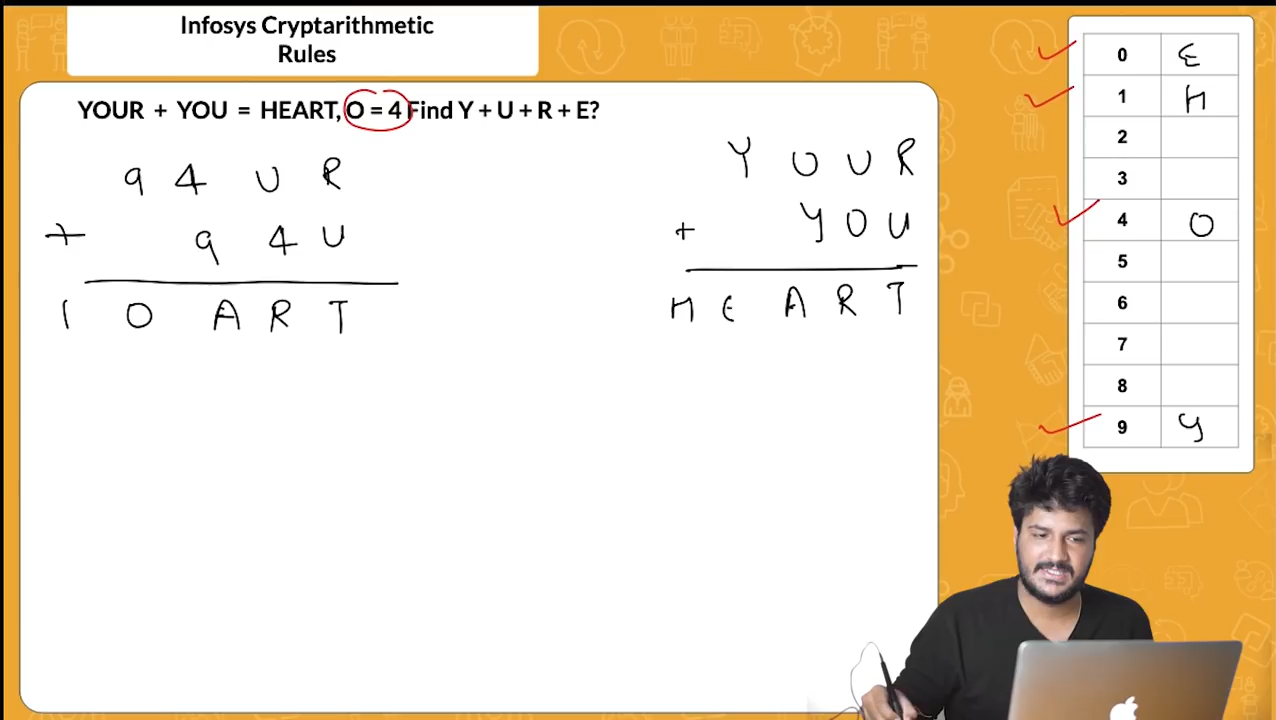 Infosys Cryptarithmetic
Rules
YOUR + YOU = HEART, O = 4 Find Y + U + R + E?
9 4 U R
+ 9 4 U
1 0 A R T
Y O U R
+ Y O U
H E A R T
0 E
1 H
2
3
4 O
5
6
7
8
9 Y